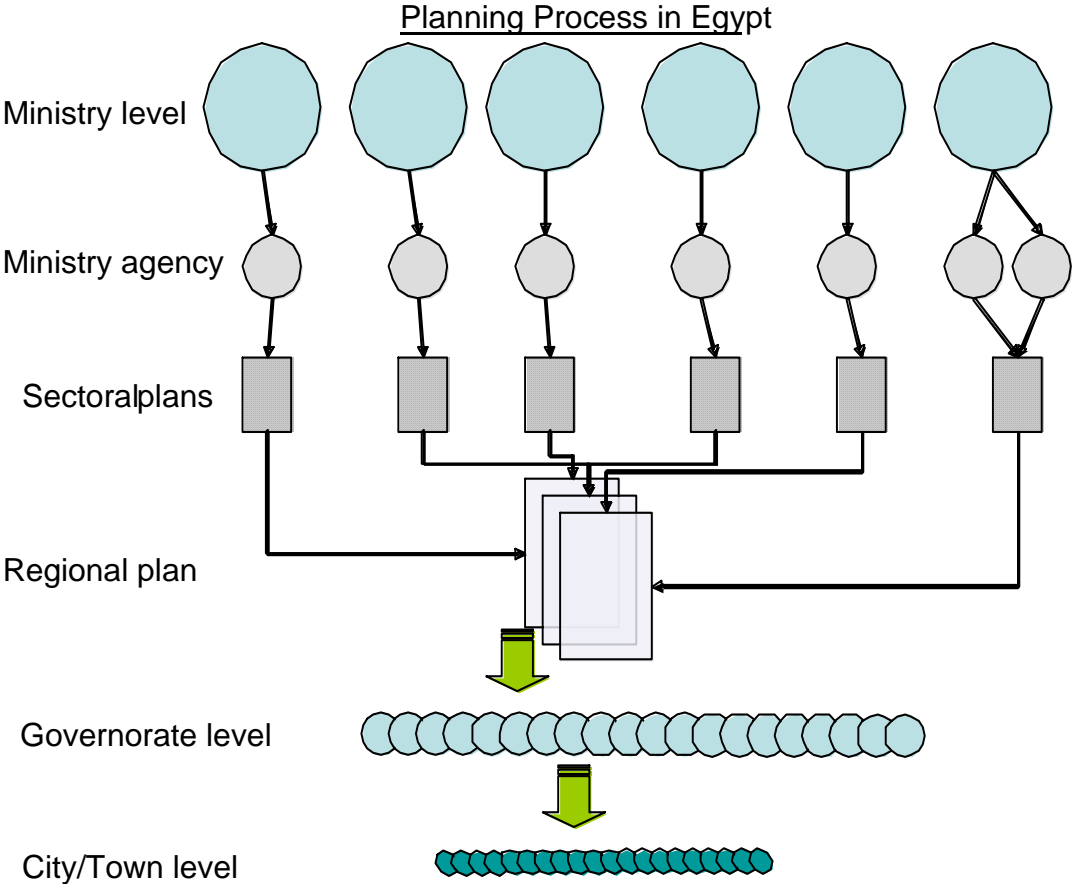 Planning Process in Egypt
Ministry level
Ministry agency
Sectoralplans
Regional plan
Governorate level
City/Town level